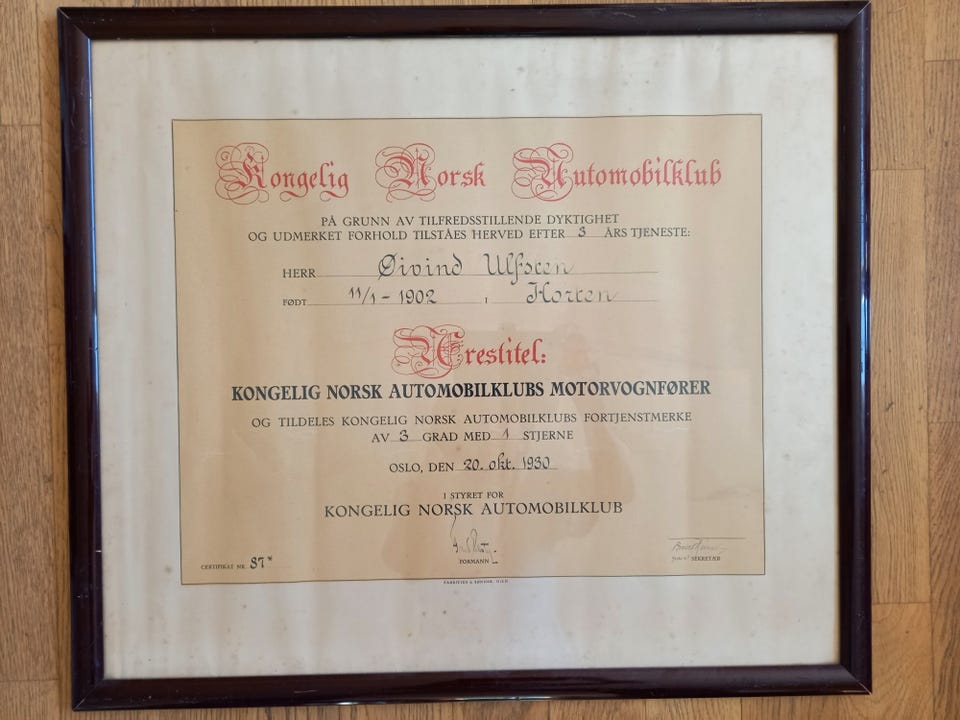 Kongelig Norsk Automobilklub
PÅ GRUNN AV TILFREDSSTILLENDE DYKTIGHET
OG UDMERKET FORHOLD TILSTÅES HERVED EFTER 3 ÅRS TJENESTE:
HERR Øivind Ulfsten
FØDT 11/1 - 1902 I Horten
Ærestitel:
KONGELIG NORSK AUTOMOBILKLUBS MOTORVOGNFØRER
OG TILDELES KONGELIG NORSK AUTOMOBILKLUBS FORTJENSTMERKE
AV 3 GRAD MED 1 STJERNE
OSLO, DEN 20. okt. 1930
I STYRET FOR
KONGELIG NORSK AUTOMOBILKLUB
FORMANN
SEKRETÆR
CERTIFIKAT NR. 87*